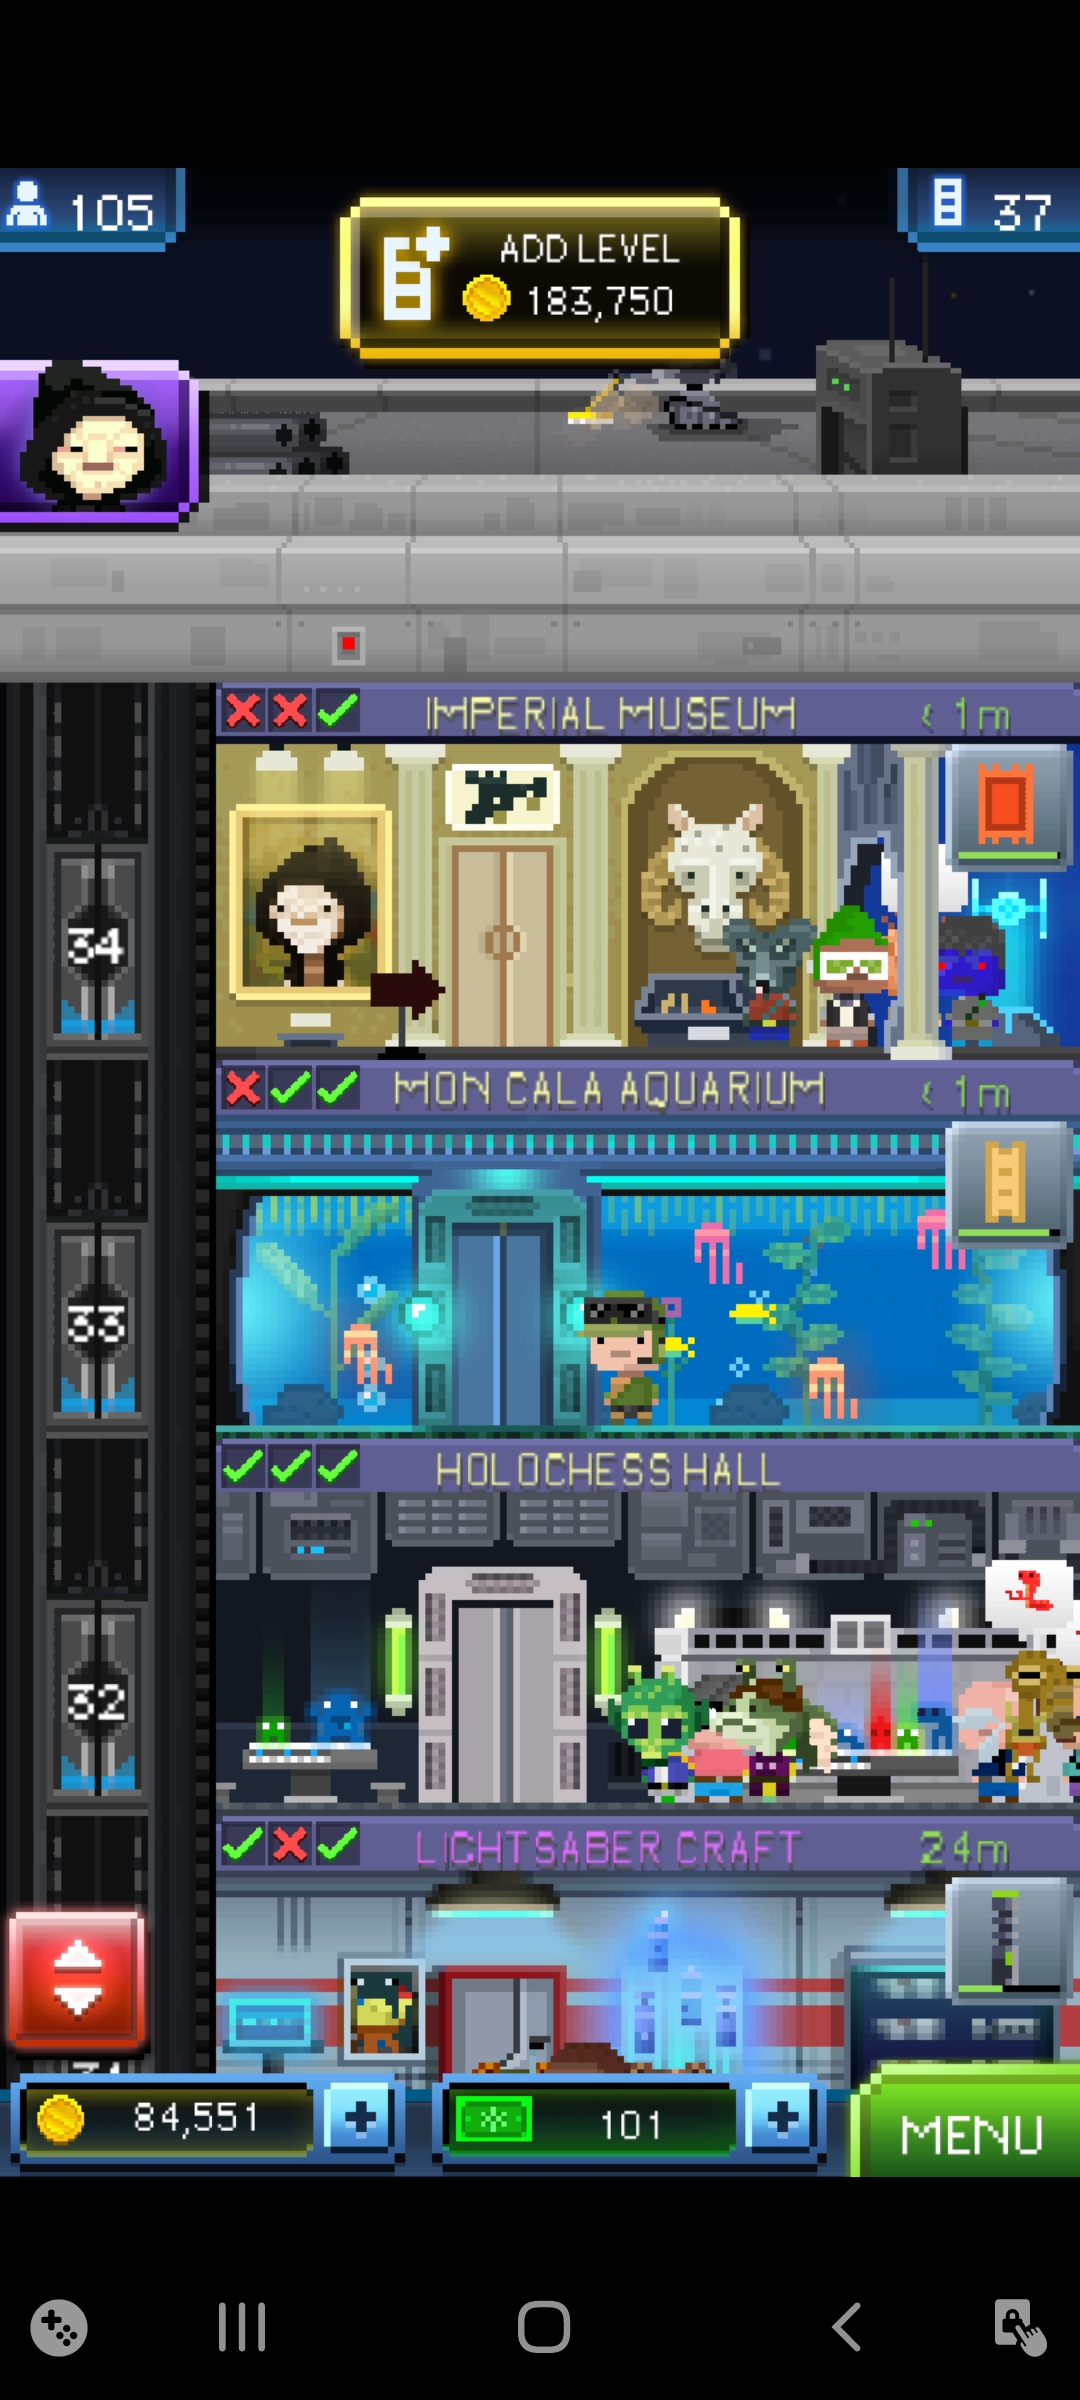 105
ADD LEVEL
183,750
37
IMPERIAL MUSEUM < 1m
34
MON CALA AQUARIUM < 1m
33
HOLOCHESS HALL
32
LIGHTSABER CRAFT 24m
84,551
101
MENU